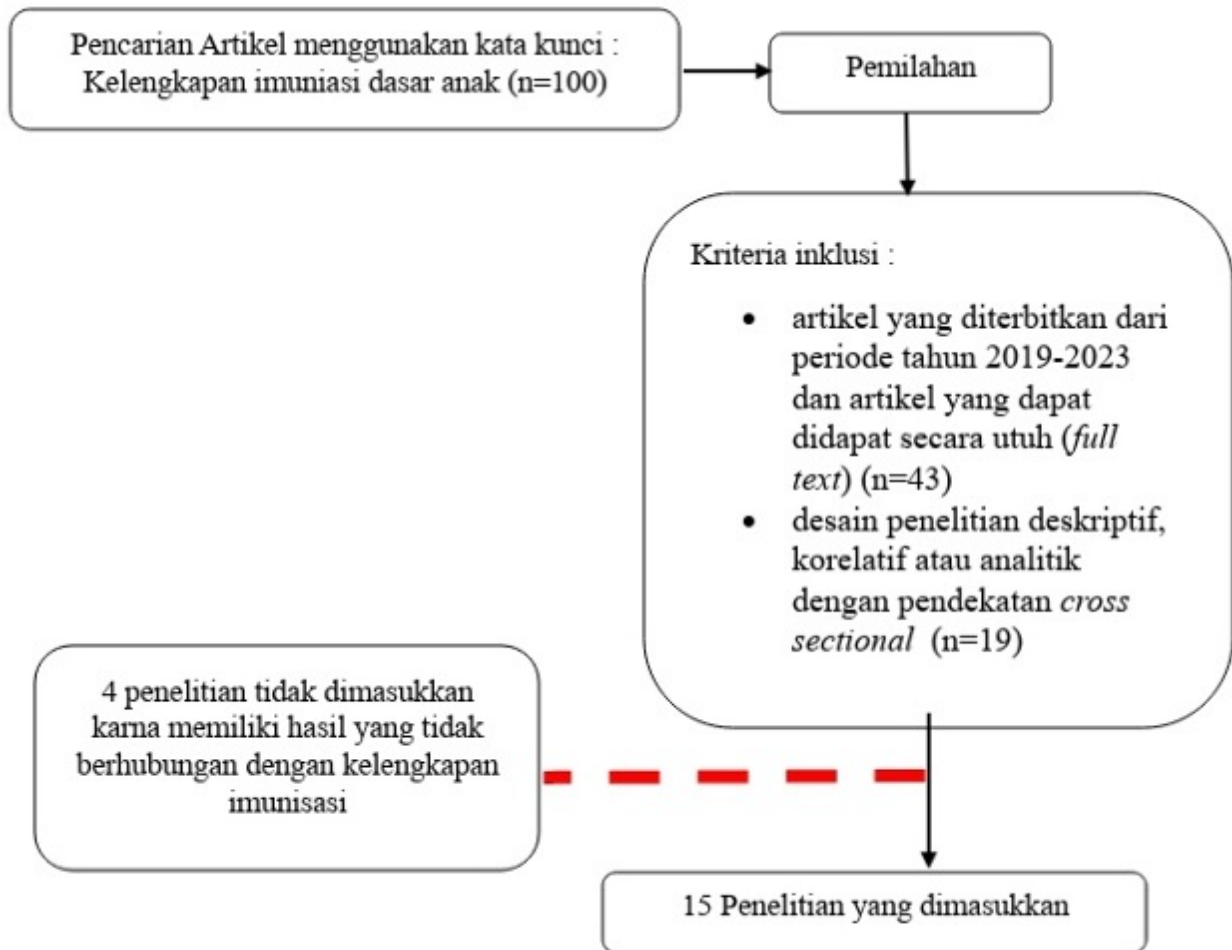 Pencarian Artikel menggunakan kata kunci :
Kelengkapan imuniasi dasar anak (n=100)
Pemilahan
Kriteria inklusi :
• artikel yang diterbitkan dari
periode tahun 2019-2023
dan artikel yang dapat
didapat secara utuh (full
text) (n=43)
• desain penelitian deskriptif,
korelatif atau analitik
dengan pendekatan cross
sectional (n=19)
4 penelitian tidak dimasukkan
karna memiliki hasil yang tidak
berhubungan dengan kelengkapan
imunisasi
15 Penelitian yang dimasukkan